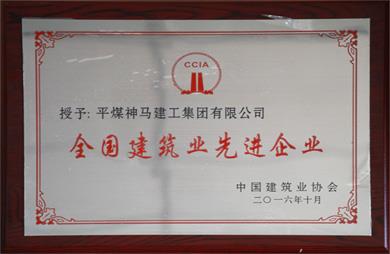 CCIA
授予: 平煤神马建工集团有限公司
全国建筑业先进企业
中国建筑业协会
二〇一六年十月